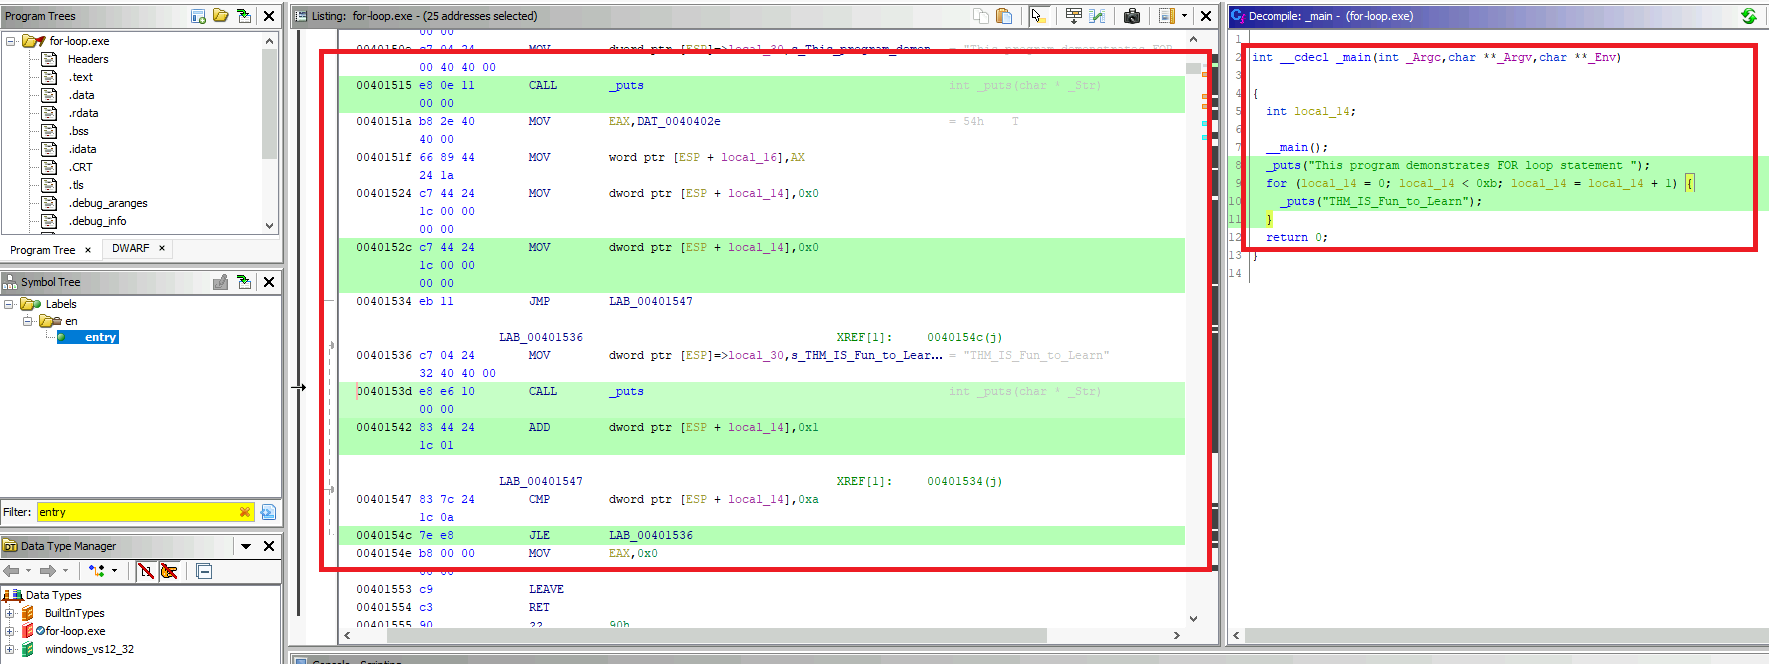 Program Trees
for-loop.exe
Headers
.text
.data
.rdata
.bss
.idata
.CRT
.tls
.debug_aranges
.debug_info
Program Tree ×
DWARF ×
Symbol Tree
Labels
en
entry
Filter: entry
Data Type Manager
Data Types
BuiltInTypes
for-loop.exe
windows_vs12_32
Listing: for-loop.exe - (25 addresses selected)
00 00
0040150e c7 04 24 MOV dword ptr [ESP]=>local_30,s_This_program_demon... = "This program demonstrates FOR
00 40 40 00
00401515 e8 0e 11 CALL _puts int _puts(char * _Str)
00 00
0040151a b8 2e 40 MOV EAX,DAT_0040402e = 54h T
40 00
0040151f 66 89 44 MOV word ptr [ESP + local_16],AX
24 1a
00401524 c7 44 24 MOV dword ptr [ESP + local_14],0x0
1c 00 00
00 00
0040152c c7 44 24 MOV dword ptr [ESP + local_14],0x0
1c 00 00
00 00
00401534 eb 11 JMP LAB_00401547
LAB_00401536 XREF[1]: 0040154c(j)
00401536 c7 04 24 MOV dword ptr [ESP]=>local_30,s_THM_IS_Fun_to_Lear... = "THM_IS_Fun_to_Learn"
32 40 40 00
0040153d e8 e6 10 CALL _puts int _puts(char * _Str)
00 00
00401542 83 44 24 ADD dword ptr [ESP + local_14],0x1
1c 01
LAB_00401547 XREF[1]: 00401534(j)
00401547 83 7c 24 CMP dword ptr [ESP + local_14],0xa
1c 0a
0040154c 7e e8 JLE LAB_00401536
0040154e b8 00 00 MOV EAX,0x0
00 00
00401553 c9 LEAVE
00401554 c3 RET
00401555 90 ?? 90h
Console - Scripting
Decompile: _main - (for-loop.exe)
1
2 int __cdecl _main(int _Argc,char **_Argv,char **_Env)
3
4 {
5 int local_14;
6
7 __main();
8 _puts("This program demonstrates FOR loop statement ");
9 for (local_14 = 0; local_14 < 0xb; local_14 = local_14 + 1) {
10 _puts("THM_IS_Fun_to_Learn");
11 }
12 return 0;
13 }
14